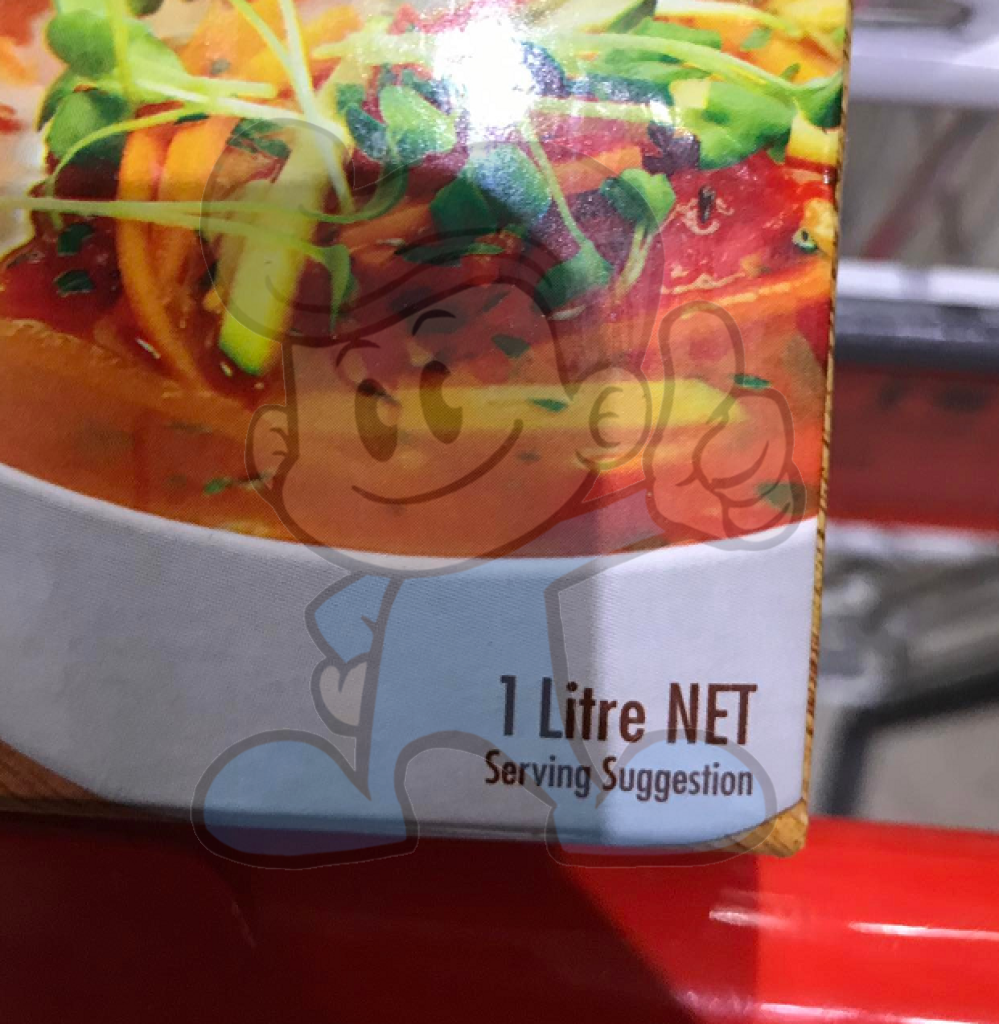 1 Litre NET
Serving Suggestion